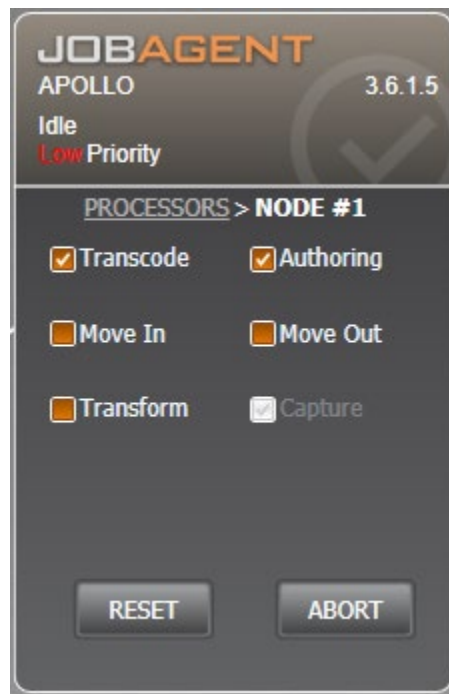 JOBAGENT
APOLLO 3.6.1.5
Idle
Low Priority
PROCESSORS > NODE #1
Transcode Authoring
Move In Move Out
Transform Capture
RESET ABORT